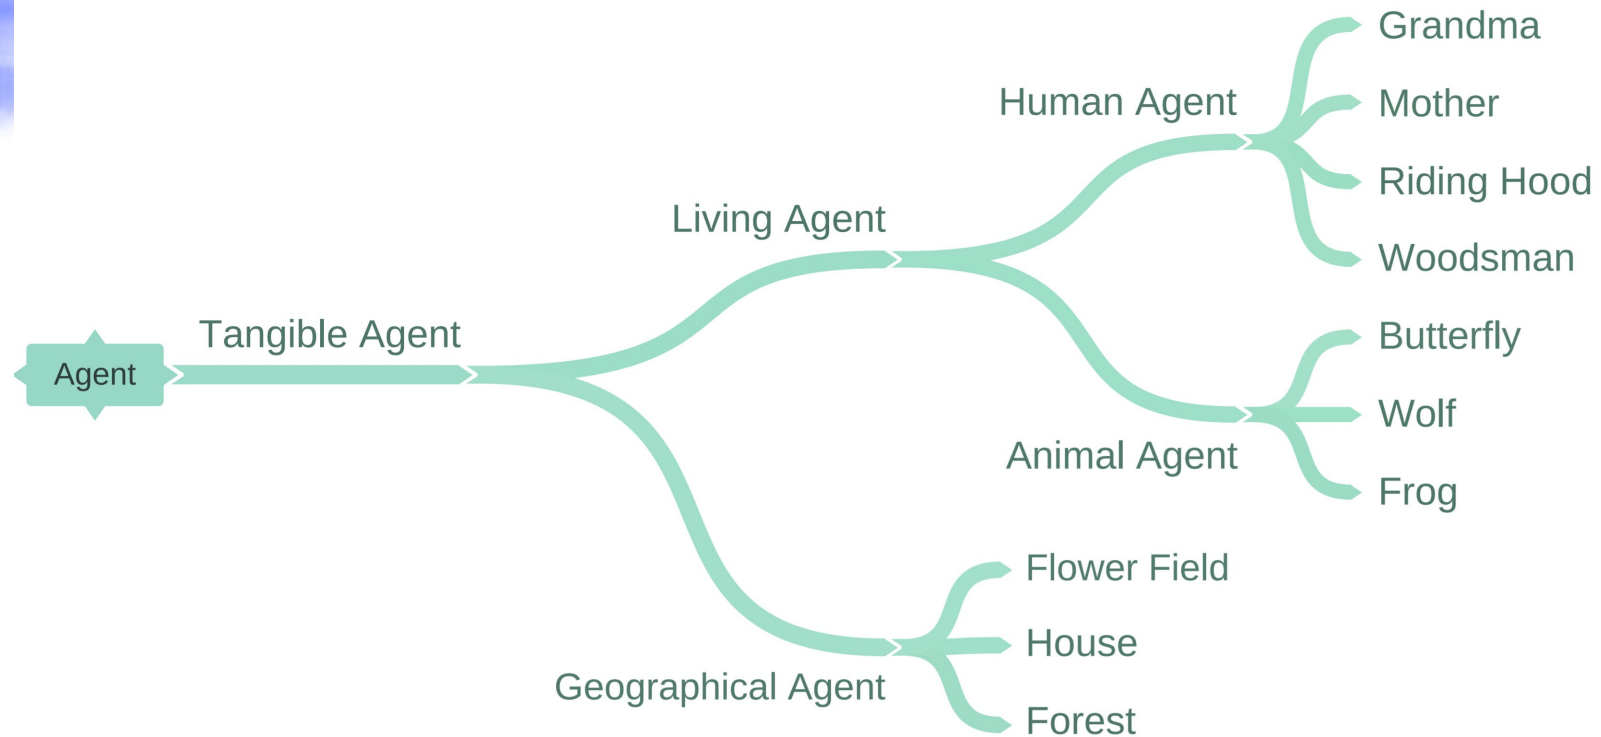 Agent
Tangible Agent
Living Agent
Human Agent
Grandma
Mother
Riding Hood
Woodsman
Animal Agent
Butterfly
Wolf
Frog
Geographical Agent
Flower Field
House
Forest